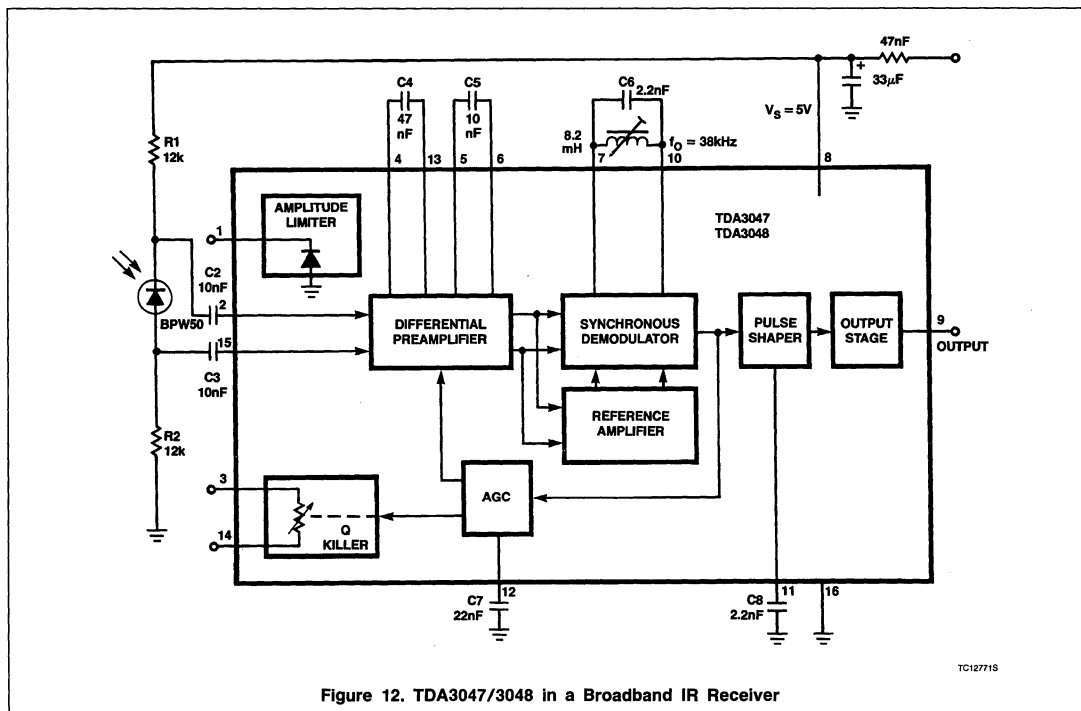 47nF
+
33μF
C4
47
nF
C5
10
nF
C6
2.2nF
VS = 5V
8.2
mH
fO = 38kHz
R1
12k
4
13
5
6
7
10
8
AMPLITUDE
LIMITER
TDA3047
TDA3048
1
C2
10nF
2
BPW50
DIFFERENTIAL
PREAMPLIFIER
SYNCHRONOUS
DEMODULATOR
PULSE
SHAPER
OUTPUT
STAGE
9
OUTPUT
15
C3
10nF
REFERENCE
AMPLIFIER
R2
12k
3
AGC
14
Q
KILLER
C7
22nF
12
C8
2.2nF
11
16
TC12771S
Figure 12. TDA3047/3048 in a Broadband IR Receiver